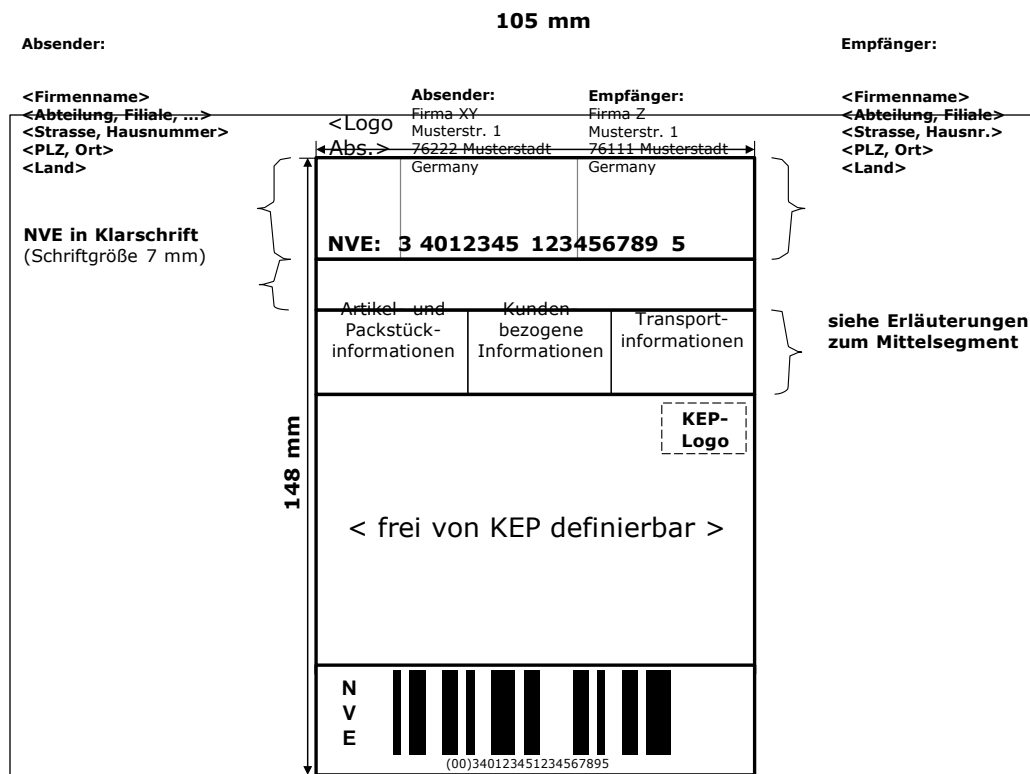 105 mm
Absender:
<Firmenname>
<Abteilung, Filiale, ...>
<Strasse, Hausnummer>
<PLZ, Ort>
<Land>
Empfänger:
<Firmenname>
<Abteilung, Filiale>
<Strasse, Hausnr.>
<PLZ, Ort>
<Land>
<Logo
Abs.>
Absender:
Firma XY
Musterstr. 1
76222 Musterstadt
Germany
Empfänger:
Firma Z
Musterstr. 1
76111 Musterstadt
Germany
NVE in Klarschrift
(Schriftgröße 7 mm)
NVE: 3 4012345 123456789 5
Artikel- und
Packstück-
informationen
Kunden-
bezogene
Informationen
Transport-
informationen
siehe Erläuterungen
zum Mittelsegment
148 mm
KEP-
Logo
< frei von KEP definierbar >
N
V
E
(00)340123451234567895